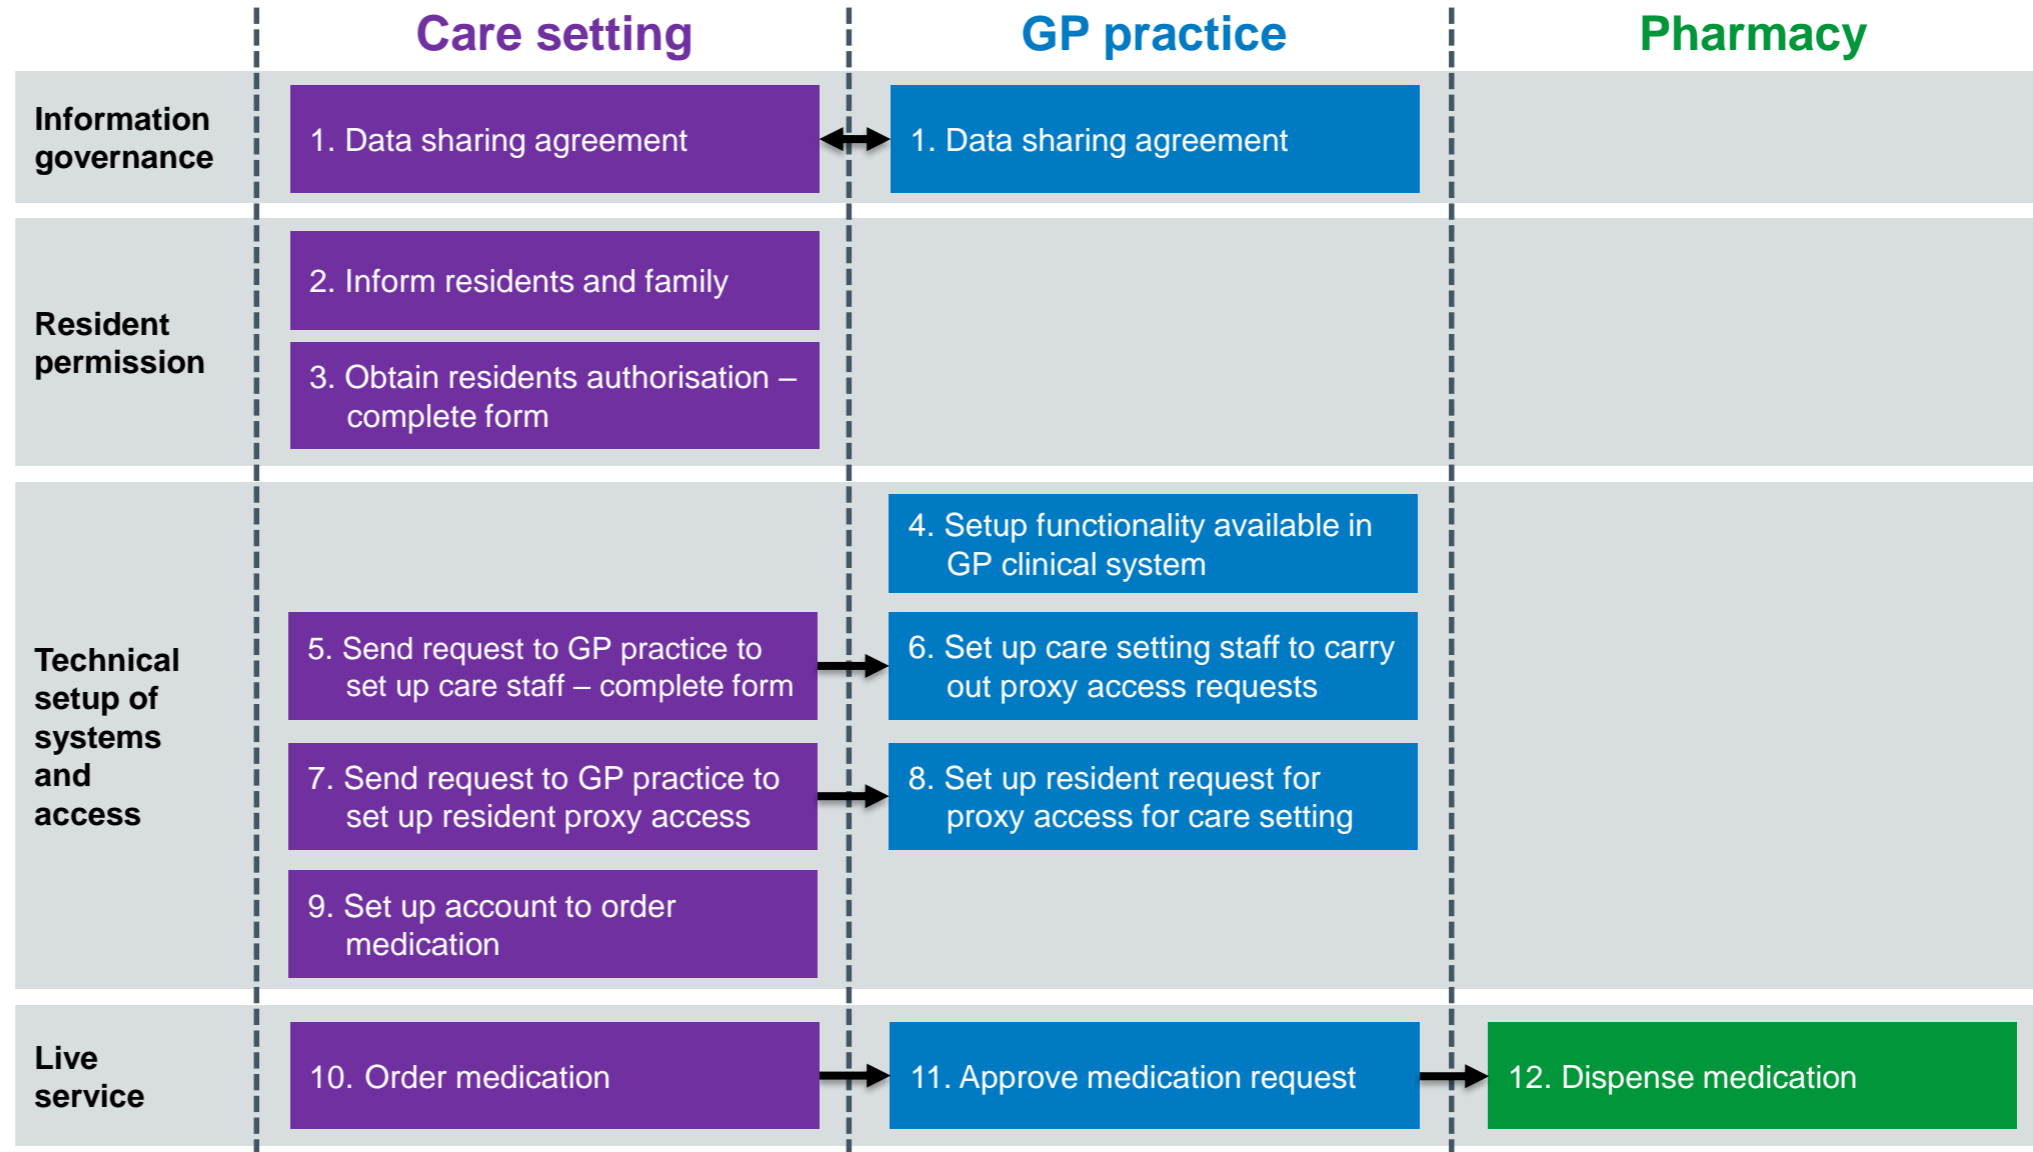 Care setting
GP practice
Pharmacy
Information
governance
1. Data sharing agreement
1. Data sharing agreement
Resident
permission
2. Inform residents and family
3. Obtain residents authorisation –
complete form
Technical
setup of
systems
and
access
4. Setup functionality available in
GP clinical system
5. Send request to GP practice to
set up care staff – complete form
6. Set up care setting staff to carry
out proxy access requests
7. Send request to GP practice to
set up resident proxy access
8. Set up resident request for
proxy access for care setting
9. Set up account to order
medication
Live
service
10. Order medication
11. Approve medication request
12. Dispense medication